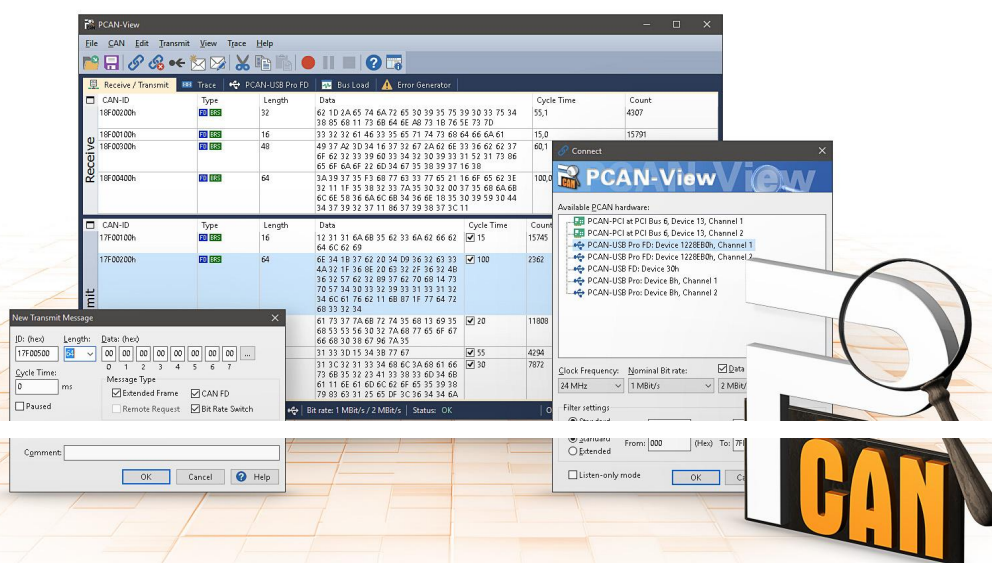 PCAN-View
File CAN Edit Transmit View Trace Help
Receive / Transmit Trace PCAN-USB Pro FD Bus Load Error Generator
CAN-ID Type Length Data Cycle Time Count
18F00200h FD BRS 32 62 1D 2A 65 74 6A 72 65 30 39 35 75 39 30 33 75 34 55,1 4307
38 85 68 11 73 6B 64 6E A8 73 1B 76 5E 73 7D
18F00100h FD BRS 16 33 32 32 61 46 33 35 65 71 74 73 68 64 66 6A 61 15,0 15791
18F00300h FD BRS 48 49 37 A2 3D 34 16 37 32 67 2A 62 6E 33 36 62 62 37 60,1
6F 62 32 33 39 60 33 34 32 30 39 33 31 52 31 73 86
65 6F 6A 6F 22 6D 34 67 35 38 39 37 16 38
18F00400h FD BRS 64 3A 39 37 35 F3 68 77 63 33 77 65 21 16 6F 65 62 3E 100,0
32 11 1F 35 38 32 33 7A 35 30 32 00 37 35 68 6A 6B
6C 6E 58 36 6A 6C 6B 34 36 6E 18 35 30 39 59 30 44
34 37 39 32 37 11 86 37 39 38 37 3C 11
Receive
CAN-ID Type Length Data Cycle Time Count
17F00100h FD BRS 16 12 31 31 6A 6B 35 62 33 6A 62 66 62 15 15745
64 6C 62 69
17F00200h FD BRS 64 6E 34 1B 37 62 20 34 D9 36 32 63 33 100 2362
4A 32 1F 36 8E 20 63 32 2F 36 32 4B
36 32 57 62 32 89 37 62 70 68 14 73
70 57 34 30 33 32 39 33 31 33 31 32
34 6C 61 76 62 11 6B 87 1F 77 64 72
68 33 32 34
61 73 37 7A 6B 72 74 35 68 13 69 35 20 11808
68 53 53 56 30 32 7A 68 77 65 6F 67
66 68 30 38 67 96 7A 35
31 33 3D 15 34 3B 77 67 55 4294
31 3C 32 31 33 34 68 6C 3A 68 61 66 30 7872
73 6B 35 32 23 41 33 38 33 6D 34 6B
61 11 6E 61 6D 6C 62 6F 65 35 39 38
79 83 63 31 25 65 DF 3C 36 34 34 6A
mit
Bit rate: 1 MBit/s / 2 MBit/s Status: OK O
New Transmit Message
ID: (hex) Length: Data: (hex)
17F00500 64 00 00 00 00 00 00 00 00 ...
0 1 2 3 4 5 6 7
Cycle Time:
0 ms
Message Type
Extended Frame CAN FD
Paused Remote Request Bit Rate Switch
Comment:
OK Cancel Help
Connect
PCAN-View
Available PCAN hardware:
PCAN-PCI at PCI Bus 6, Device 13, Channel 1
PCAN-PCI at PCI Bus 6, Device 13, Channel 2
PCAN-USB Pro FD: Device 1228EB0h, Channel 1
PCAN-USB Pro FD: Device 1228EB0h, Channel 2
PCAN-USB FD: Device 30h
PCAN-USB Pro: Device Bh, Channel 1
PCAN-USB Pro: Device Bh, Channel 2
Clock Frequency: Nominal Bit rate: Data
24 MHz 1 MBit/s 2 MBit/
Filter settings
Standard From: 000 (Hex) To: 7F
Extended
Listen-only mode OK Ca
CAN